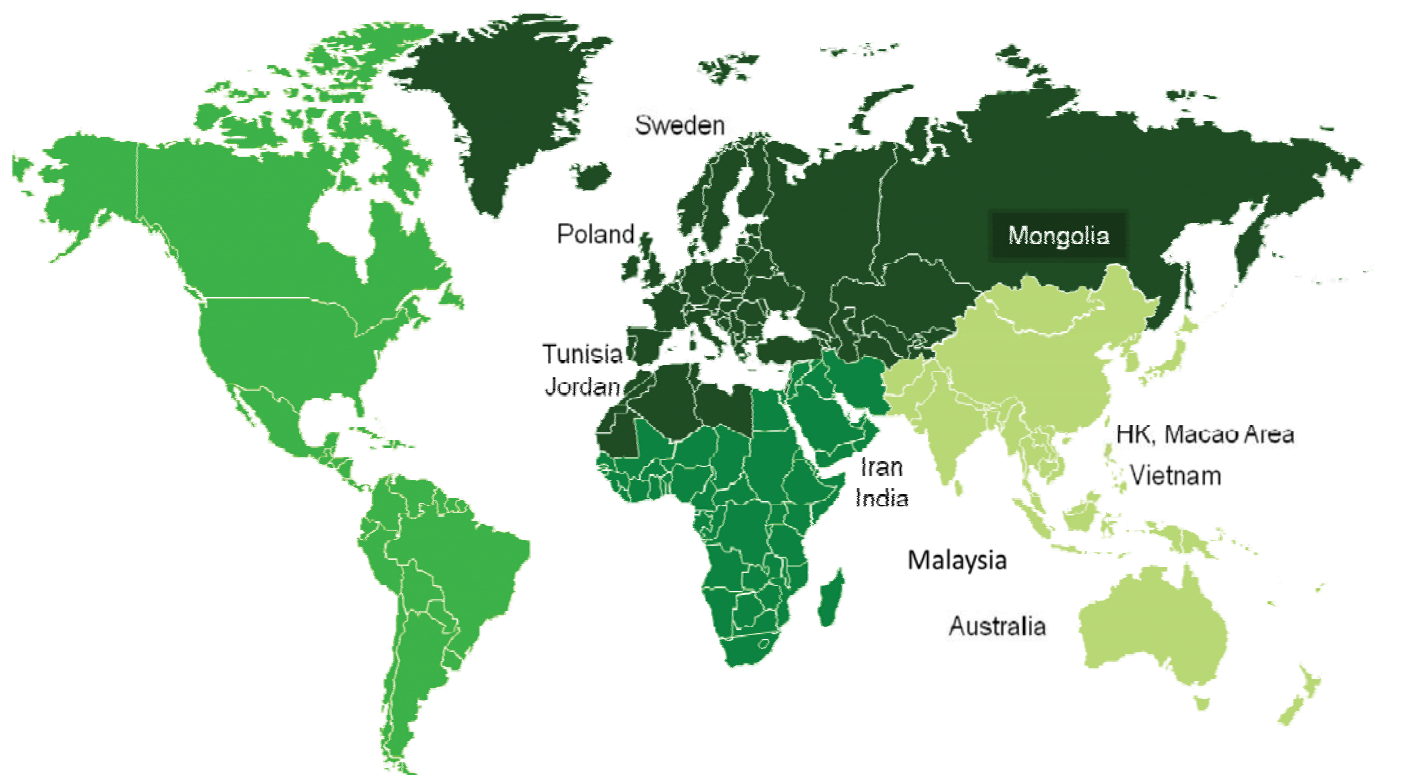 Sweden
Poland
Mongolia
Tunisia
Jordan
HK, Macao Area
Vietnam
Iran
India
Malaysia
Australia